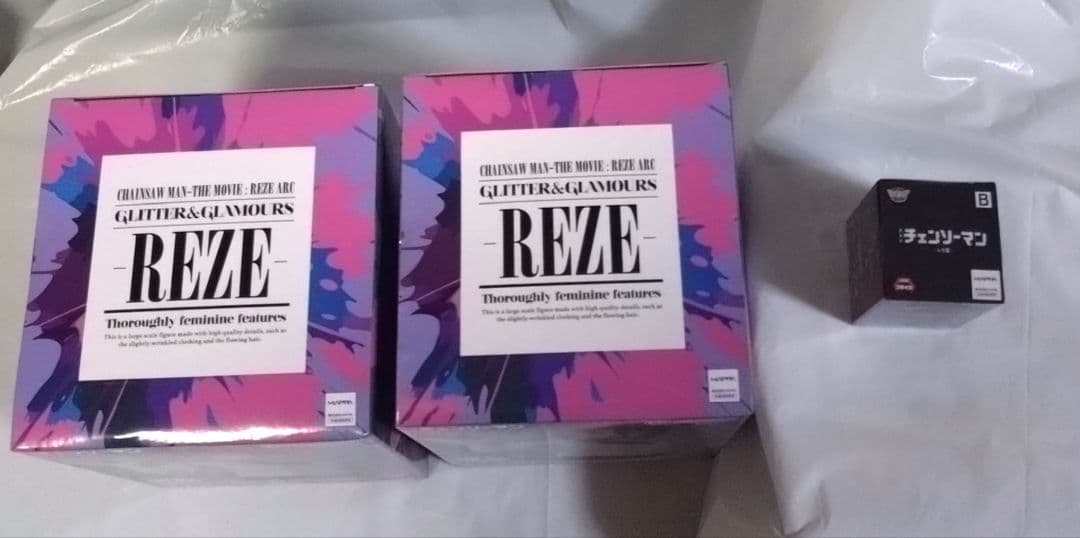 CHAINSAW MAN-THE MOVIE : REZE ARC
GLITTER&GLAMOURS
REZE
Thoroughly feminine features
This is a large scale figure made with high quality details, such as
the slightly-wrinkled clothing and the flowing hair.
MAPPA
CHAINSAW MAN-THE MOVIE : REZE ARC
GLITTER&GLAMOURS
REZE
Thoroughly feminine features
This is a large scale figure made with high quality details, such as
the slightly-wrinkled clothing and the flowing hair.
MAPPA
B
チェンソーマン
MAPPA